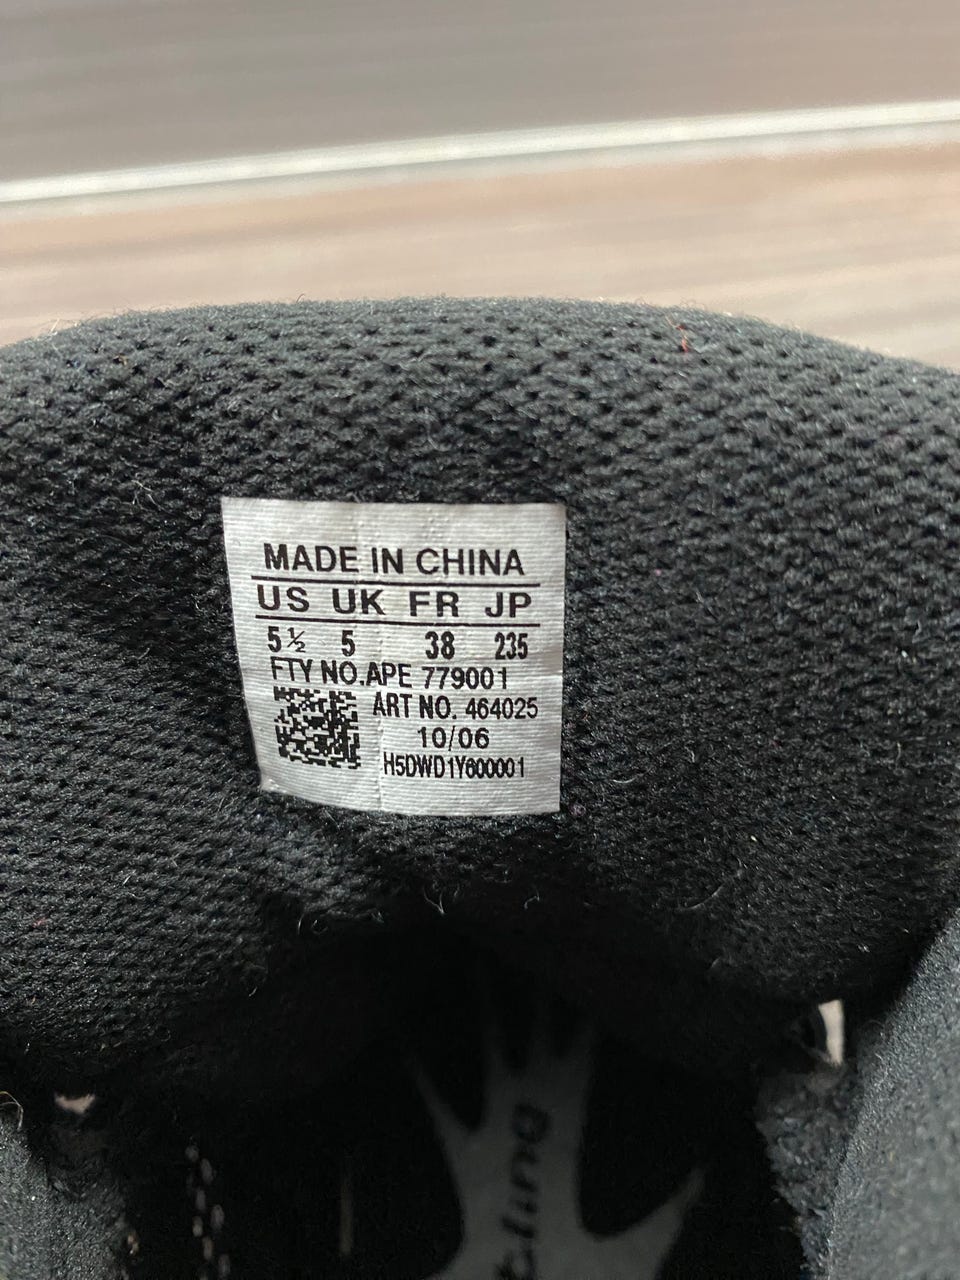 MADE IN CHINA
US UK FR JP
5½ 5 38 235
FTY NO.APE 779001
ART NO. 464025
10/06
H5DWD1Y600001